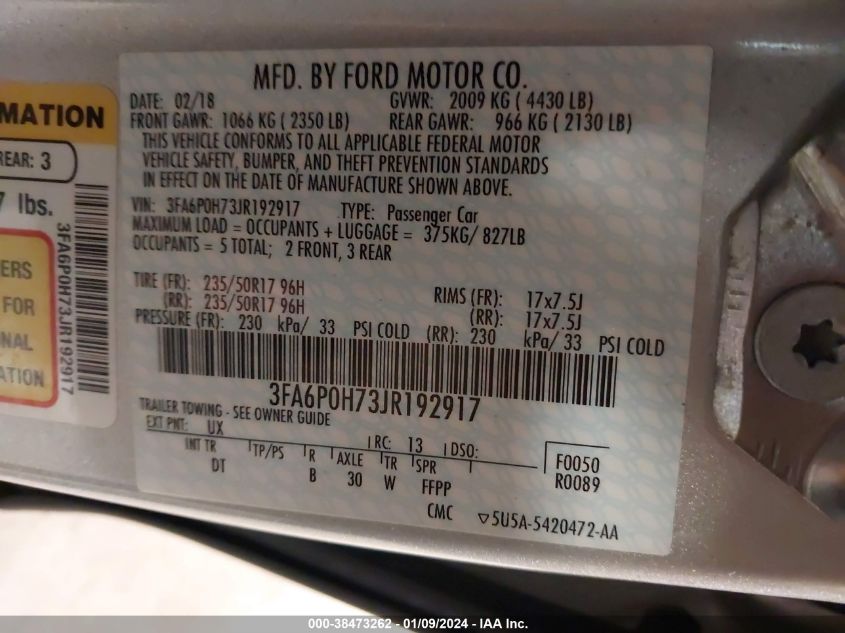 MFD. BY FORD MOTOR CO.
DATE: 02/18 GVWR: 2009 KG ( 4430 LB)
FRONT GAWR: 1066 KG ( 2350 LB) REAR GAWR: 966 KG ( 2130 LB)
THIS VEHICLE CONFORMS TO ALL APPLICABLE FEDERAL MOTOR
VEHICLE SAFETY, BUMPER, AND THEFT PREVENTION STANDARDS
IN EFFECT ON THE DATE OF MANUFACTURE SHOWN ABOVE.
VIN: 3FA6P0H73JR192917 TYPE: Passenger Car
MAXIMUM LOAD = OCCUPANTS + LUGGAGE = 375KG/ 827LB
OCCUPANTS = 5 TOTAL; 2 FRONT, 3 REAR
TIRE (FR): 235/50R17 96H RIMS (FR): 17x7.5J
(RR): 235/50R17 96H (RR): 17x7.5J
PRESSURE (FR): 230 kPa/ 33 PSI COLD (RR): 230 kPa/ 33 PSI COLD
3FA6P0H73JR192917
TRAILER TOWING - SEE OWNER GUIDE
EXT PNT: UX RC: 13 DSO:
INT TR TP/PS R AXLE TR SPR
DT B 30 W FFPP
F0050
R0089
CMC ▽5U5A-5420472-AA
MATION
REAR: 3
7 lbs.
3FA6P0H73JR192917
ERS
FOR
NAL
ATION
000-38473262 - 01/09/2024 - IAA Inc.